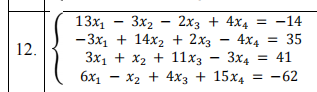 13x₁ − 3x₂ − 2x₃ + 4x₄ = −14
−3x₁ + 14x₂ + 2x₃ − 4x₄ = 35
12.
3x₁ + x₂ + 11x₃ − 3x₄ = 41
6x₁ − x₂ + 4x₃ + 15x₄ = −62